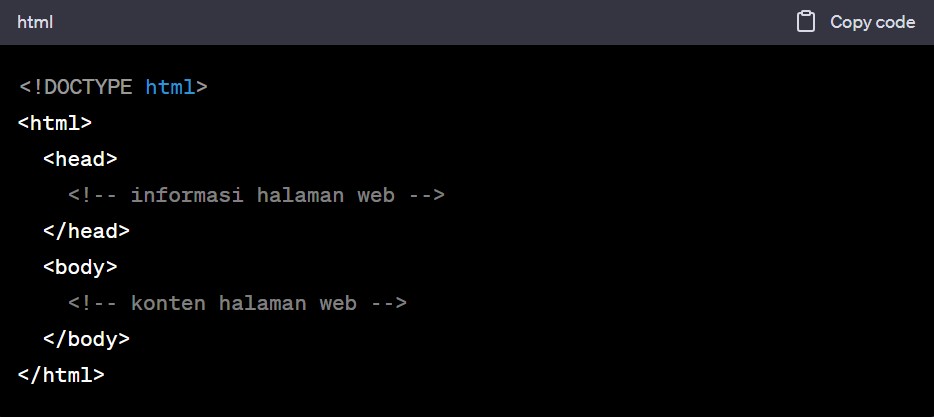 html
Copy code
<!DOCTYPE html>
<html>
  <head>
    <!-- informasi halaman web -->
  </head>
  <body>
    <!-- konten halaman web -->
  </body>
</html>